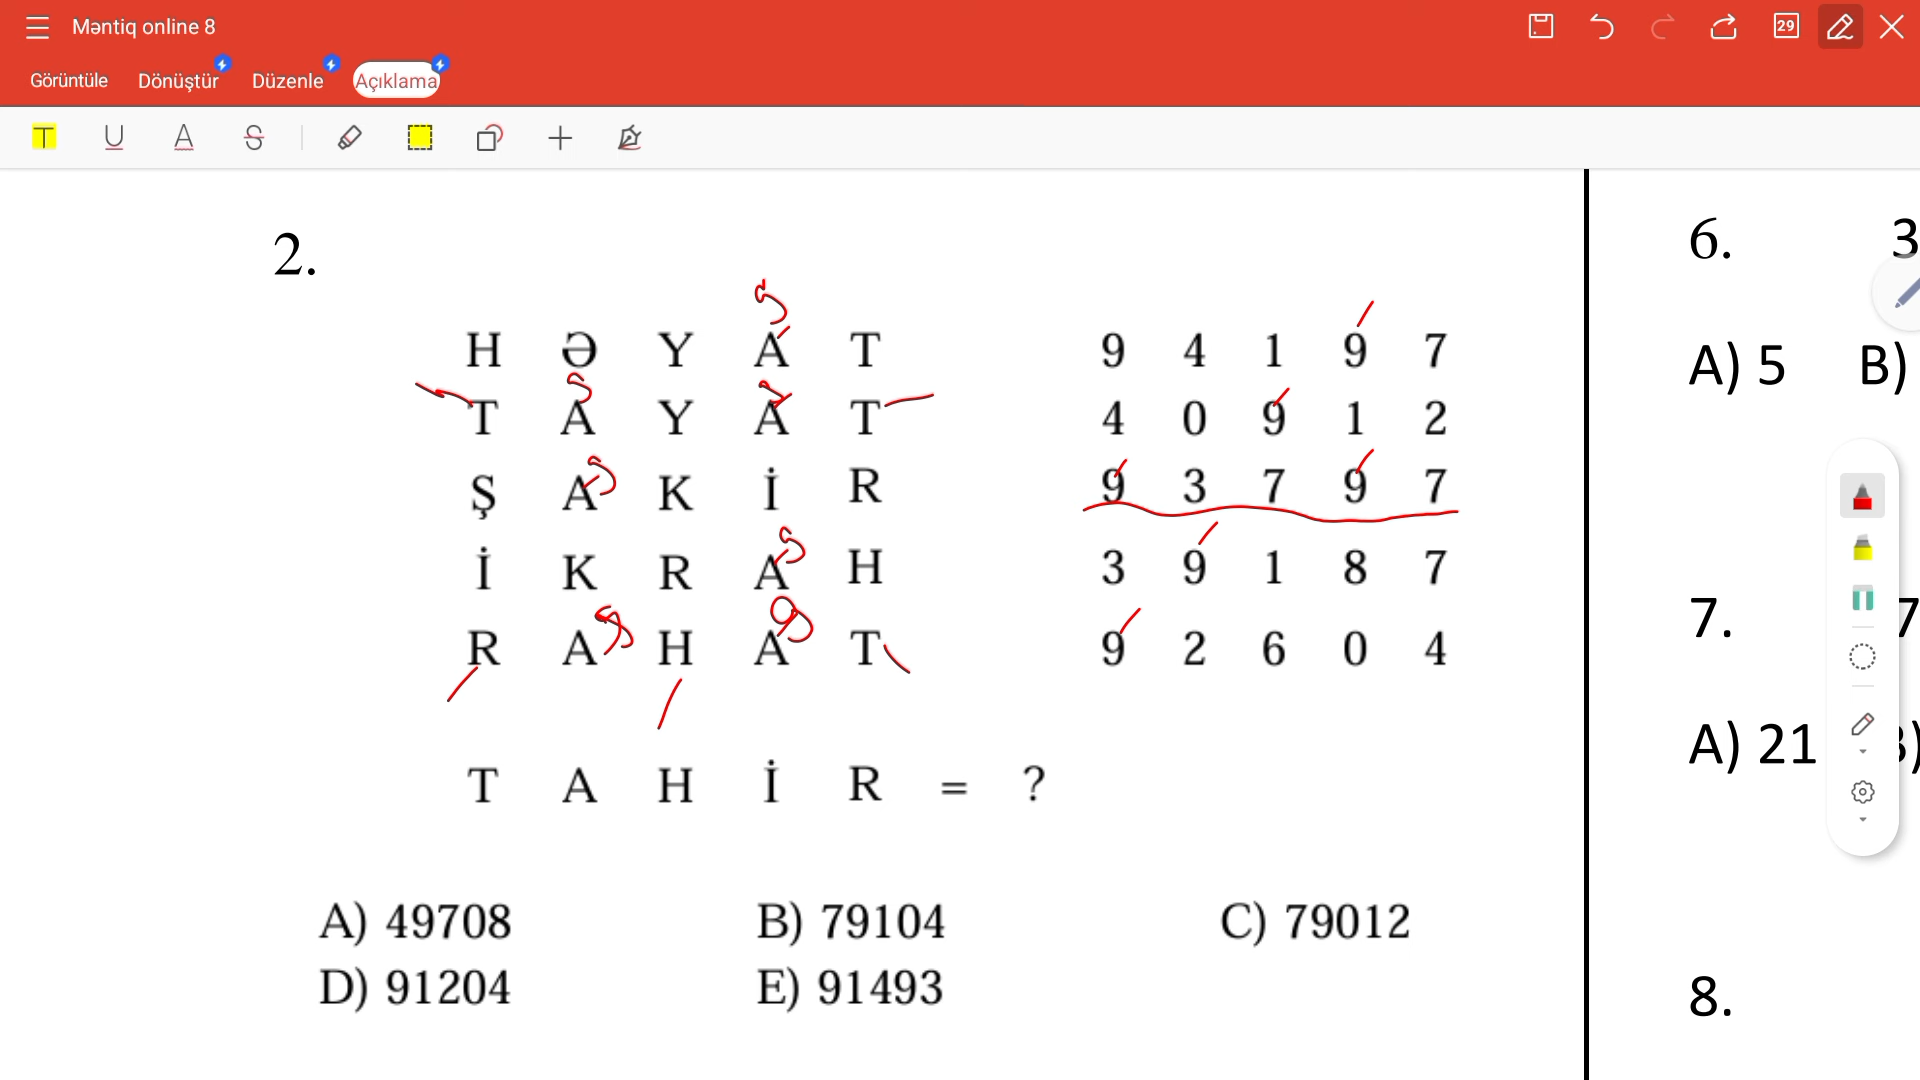 Məntiq online 8
29
Görüntüle Dönüştür Düzenle Açıklama
T U A S
2.
H Ə Y A T 9 4 1 9 7
T A Y A T 4 0 9 1 2
Ş A K İ R 9 3 7 9 7
İ K R A H 3 9 1 8 7
R A H A T 9 2 6 0 4
T A H İ R = ?
A) 49708 B) 79104 C) 79012
D) 91204 E) 91493
6. 3
A) 5 B)
7. 7
A) 21 B)
8.